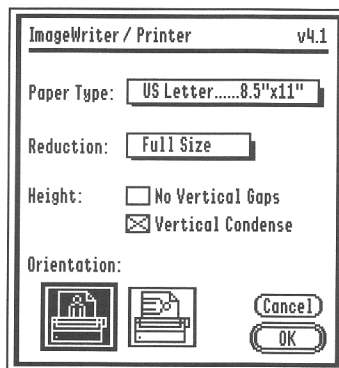 ImageWriter / Printer v4.1
Paper Type: US Letter......8.5"x11"
Reduction: Full Size
Height: No Vertical Gaps
Vertical Condense
Orientation:
Cancel
OK